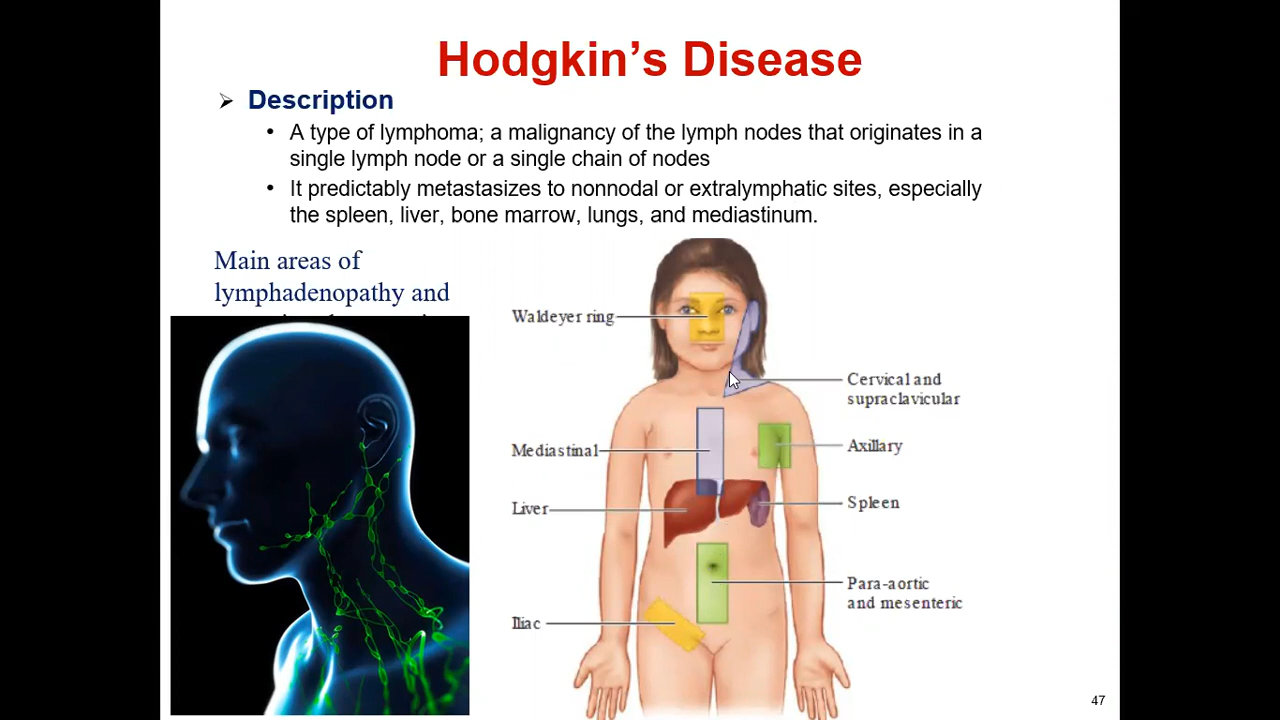 Hodgkin’s Disease
➢ Description
• A type of lymphoma; a malignancy of the lymph nodes that originates in a
single lymph node or a single chain of nodes
• It predictably metastasizes to nonnodal or extralymphatic sites, especially
the spleen, liver, bone marrow, lungs, and mediastinum.
Main areas of
lymphadenopathy and
Waldeyer ring
Cervical and
supraclavicular
Mediastinal
Axillary
Liver
Spleen
Para-aortic
and mesenteric
Iliac
47